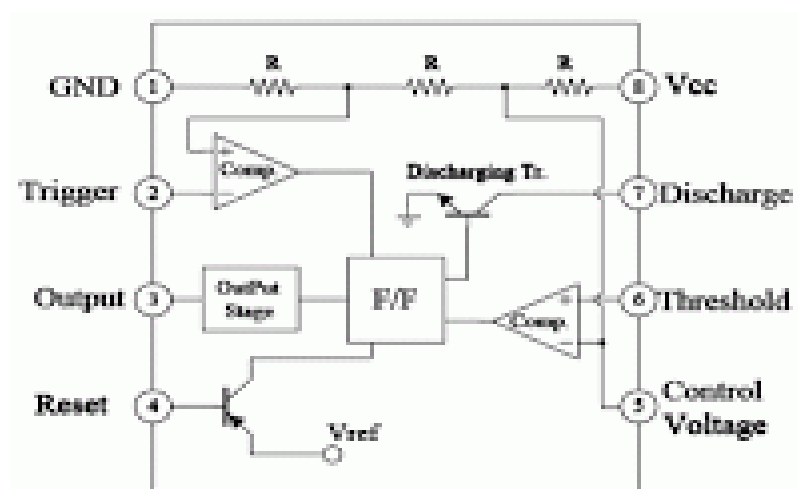 R R R
GND 1 8 Vcc
Comp.
Discharging Tr.
Trigger 2 7 Discharge
+
-
Output 3 OutPut Stage F/F 6 Threshold
Comp.
+
-
Reset 4 5 Control Voltage
Vref